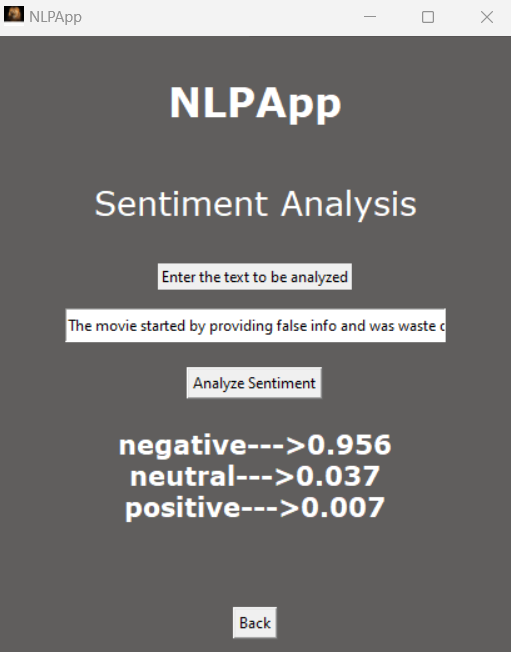 NLPApp
NLPApp
Sentiment Analysis
Enter the text to be analyzed
The movie started by providing false info and was waste
Analyze Sentiment
negative--->0.956
neutral--->0.037
positive--->0.007
Back